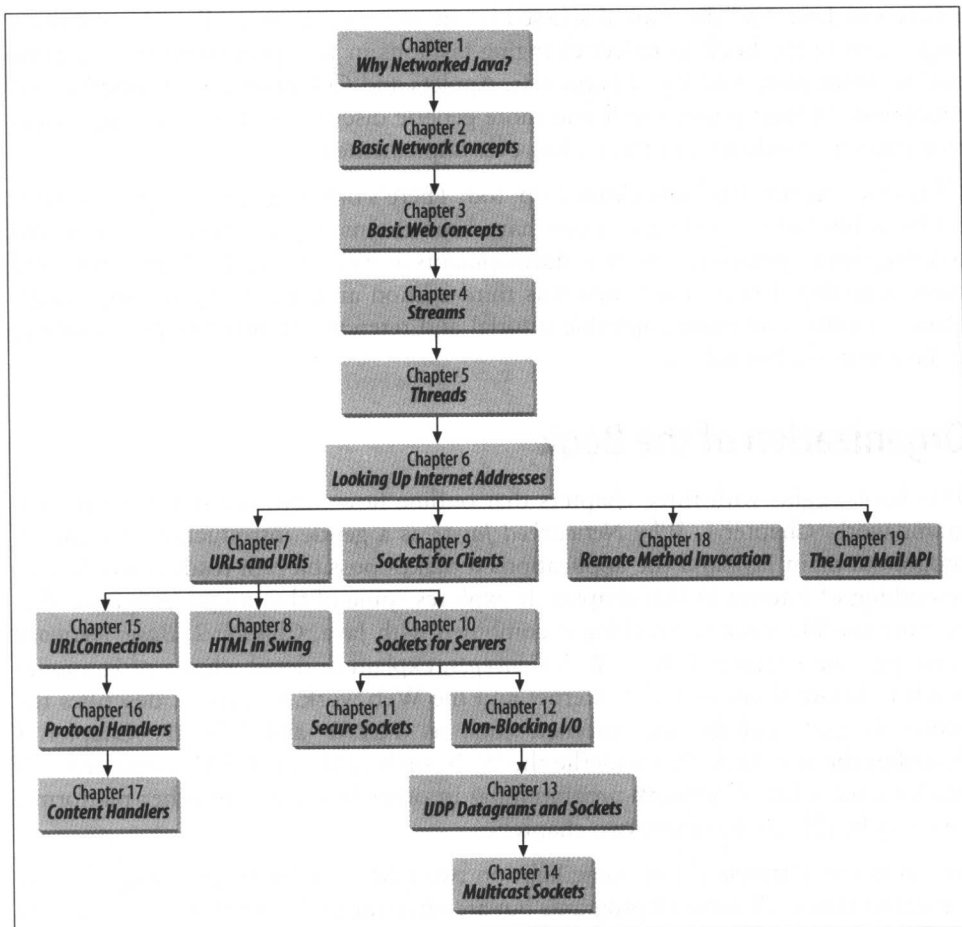 Chapter 1
Why Networked Java?
Chapter 2
Basic Network Concepts
Chapter 3
Basic Web Concepts
Chapter 4
Streams
Chapter 5
Threads
Chapter 6
Looking Up Internet Addresses
Chapter 7
URLs and URIs
Chapter 9
Sockets for Clients
Chapter 18
Remote Method Invocation
Chapter 19
The Java Mail API
Chapter 15
URLConnections
Chapter 8
HTML in Swing
Chapter 10
Sockets for Servers
Chapter 16
Protocol Handlers
Chapter 11
Secure Sockets
Chapter 12
Non-Blocking I/O
Chapter 17
Content Handlers
Chapter 13
UDP Datagrams and Sockets
Chapter 14
Multicast Sockets